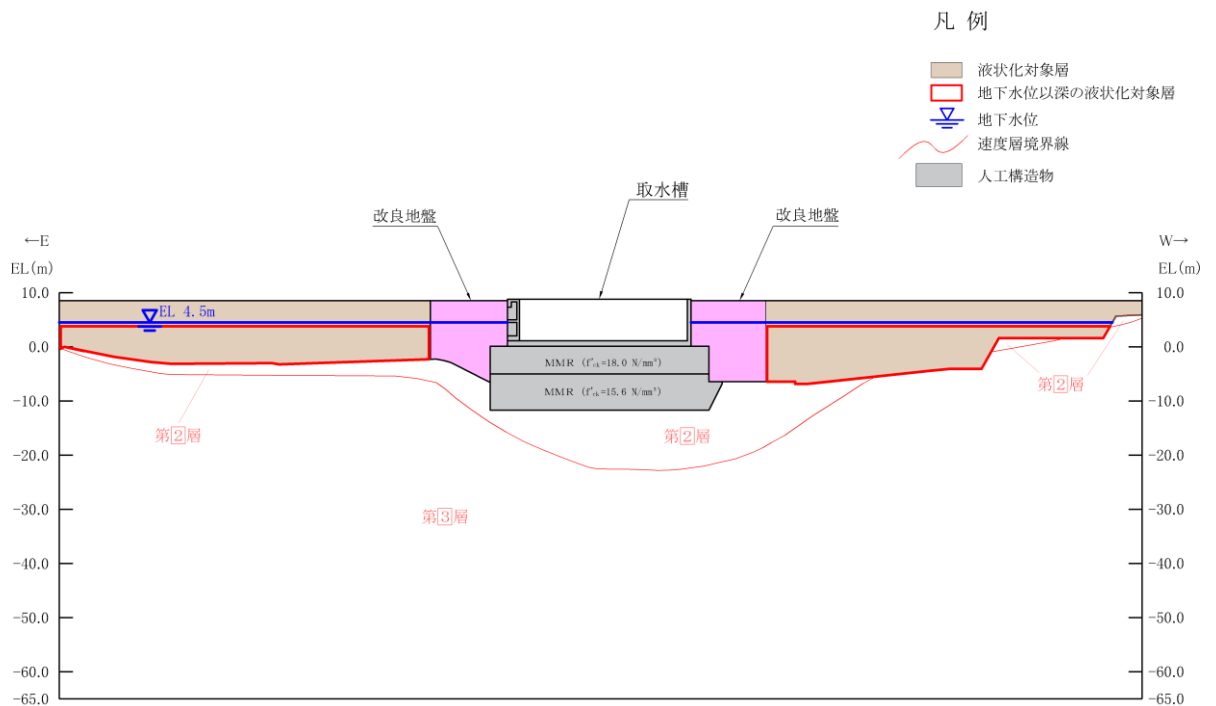 凡 例
液状化対象層
地下水位以深の液状化対象層
地下水位
速度層境界線
人工構造物
取水槽
改良地盤
改良地盤
←E
W→
EL(m)
EL(m)
10.0
10.0
EL 4.5m
0.0
0.0
MMR (f'ck=18.0 N/mm²)
第2層
MMR (f'ck=15.6 N/mm²)
-10.0
-10.0
第2層
第2層
-20.0
-20.0
第3層
-30.0
-30.0
-40.0
-40.0
-50.0
-50.0
-60.0
-60.0
-65.0
-65.0